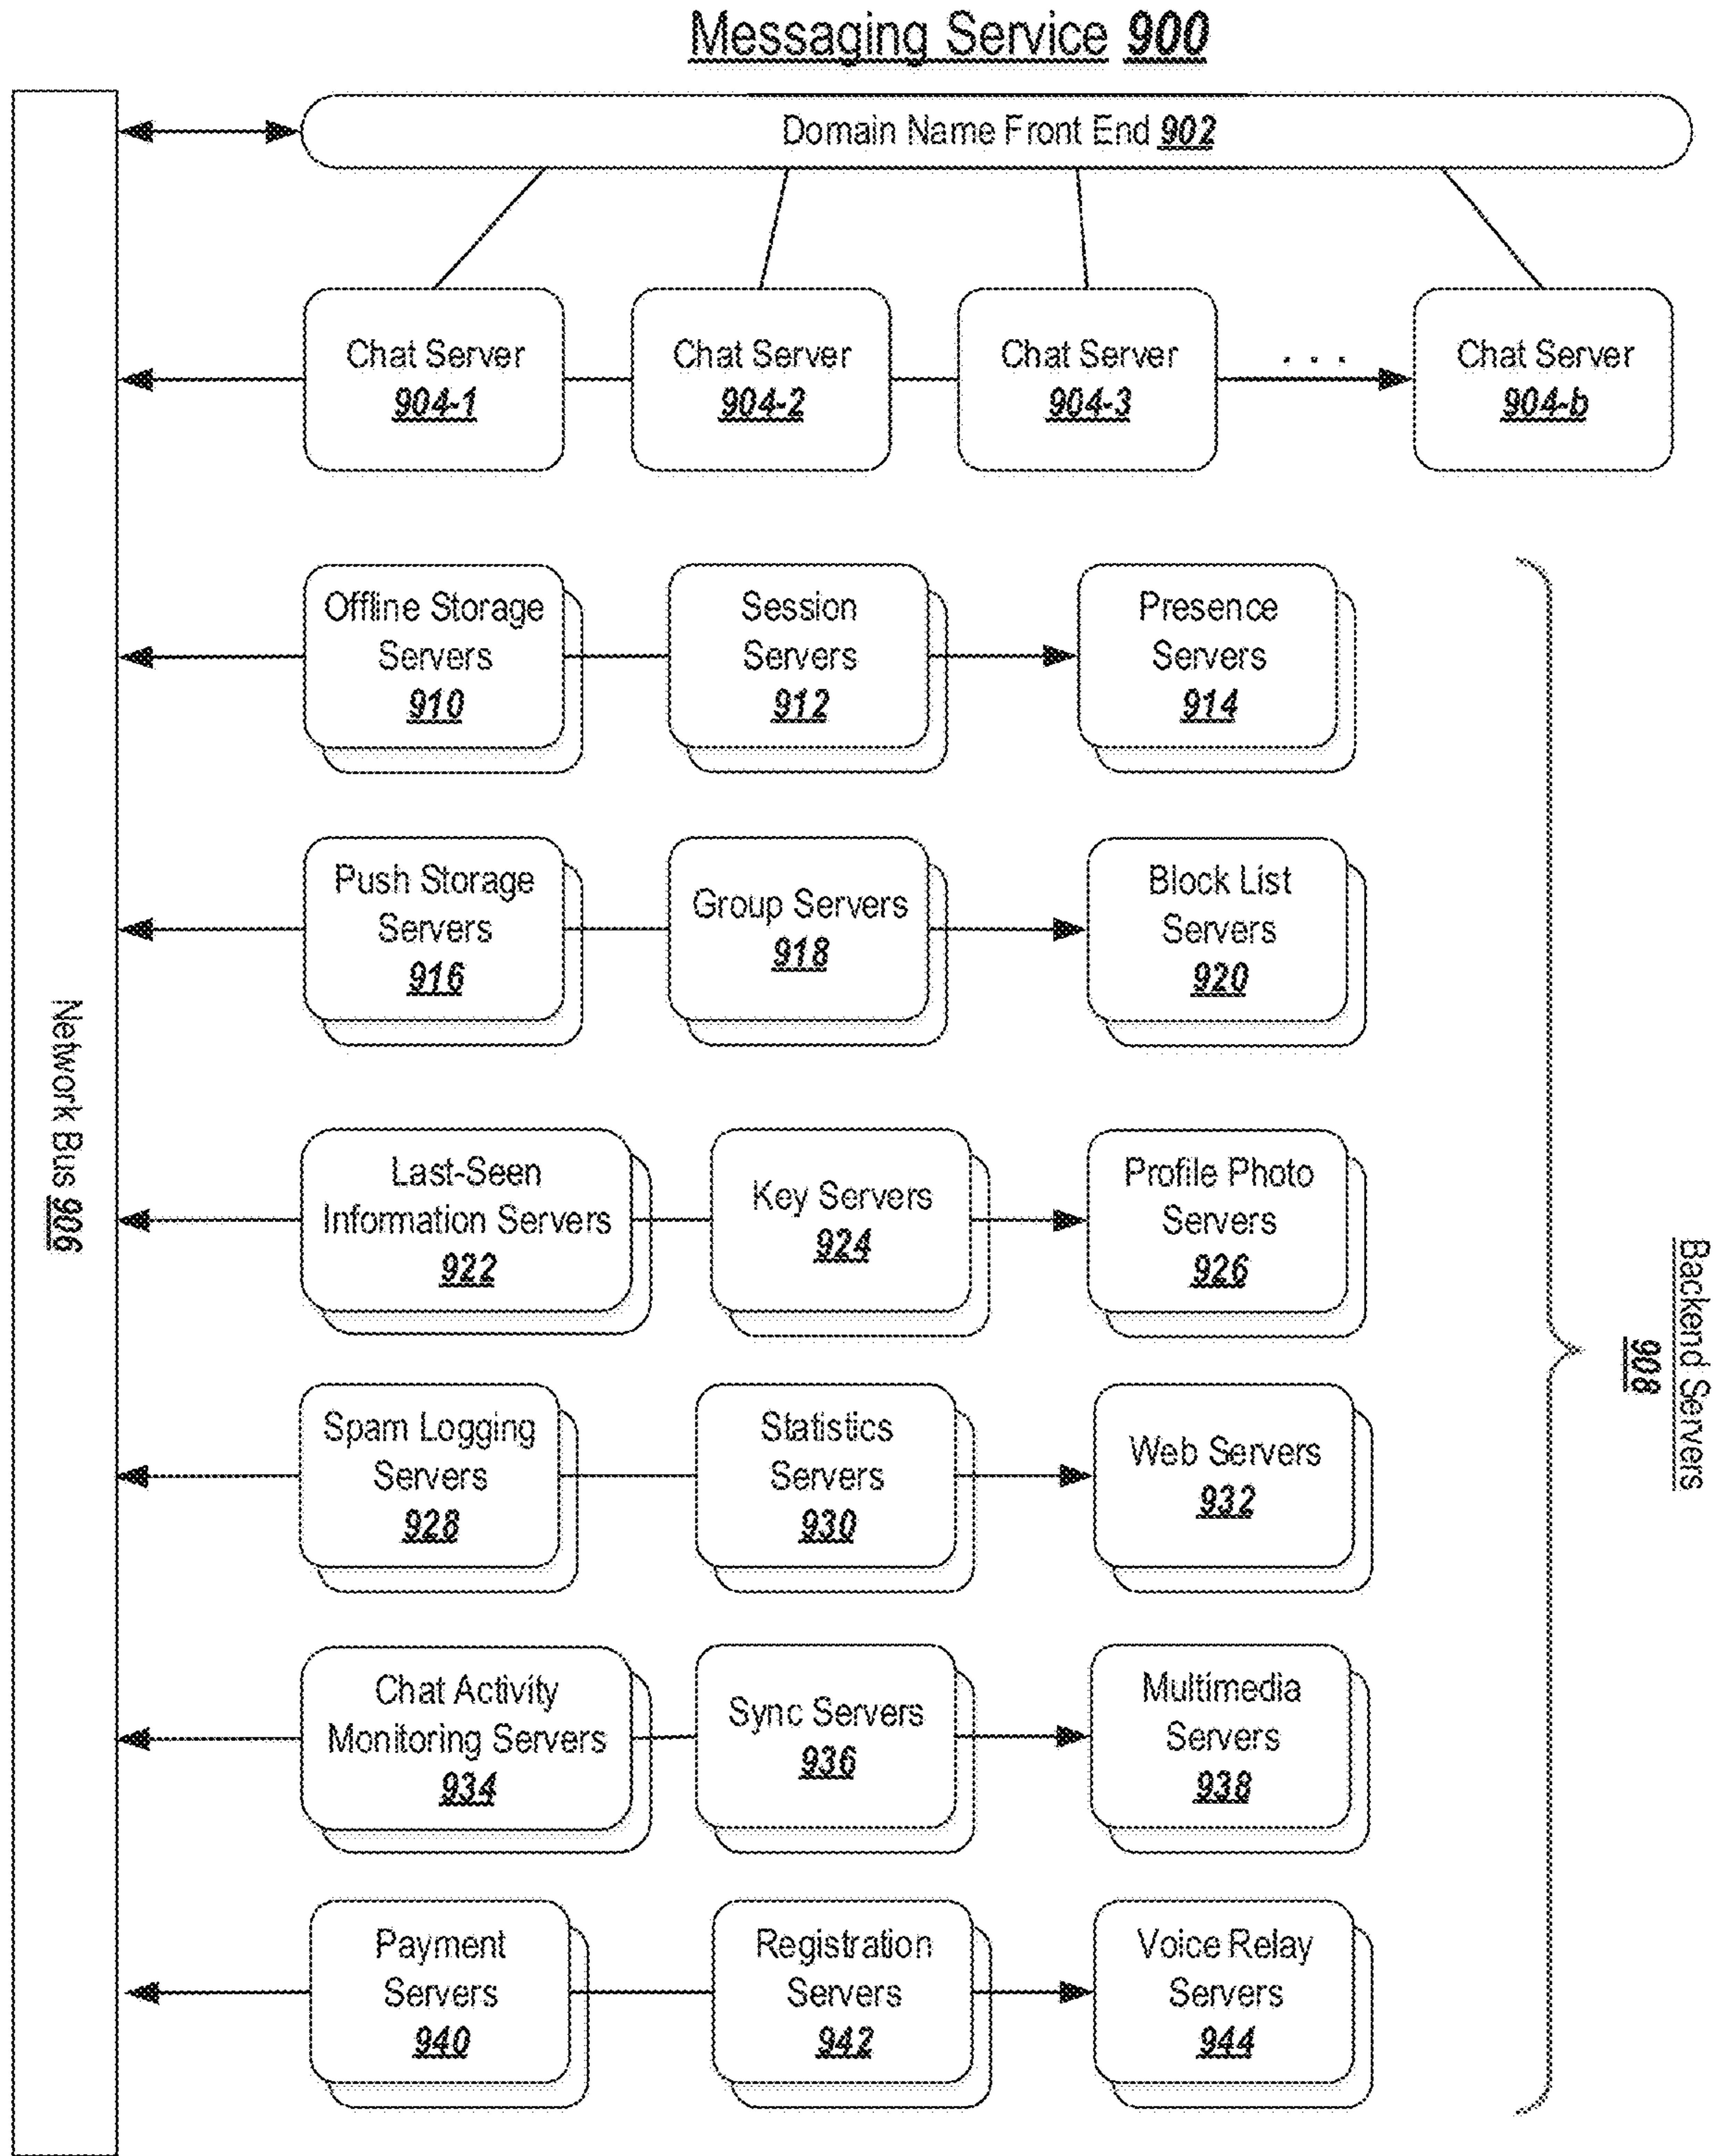 Messaging Service 900
Domain Name Front End 902
Chat Server
904-1
Chat Server
904-2
Chat Server
904-3
. . .
Chat Server
904-b
Offline Storage
Servers
910
Session
Servers
912
Presence
Servers
914
Push Storage
Servers
916
Group Servers
918
Block List
Servers
920
Last-Seen
Information Servers
922
Key Servers
924
Profile Photo
Servers
926
Spam Logging
Servers
928
Statistics
Servers
930
Web Servers
932
Chat Activity
Monitoring Servers
934
Sync Servers
936
Multimedia
Servers
938
Payment
Servers
940
Registration
Servers
942
Voice Relay
Servers
944
Network Bus 906
Backend Servers
908